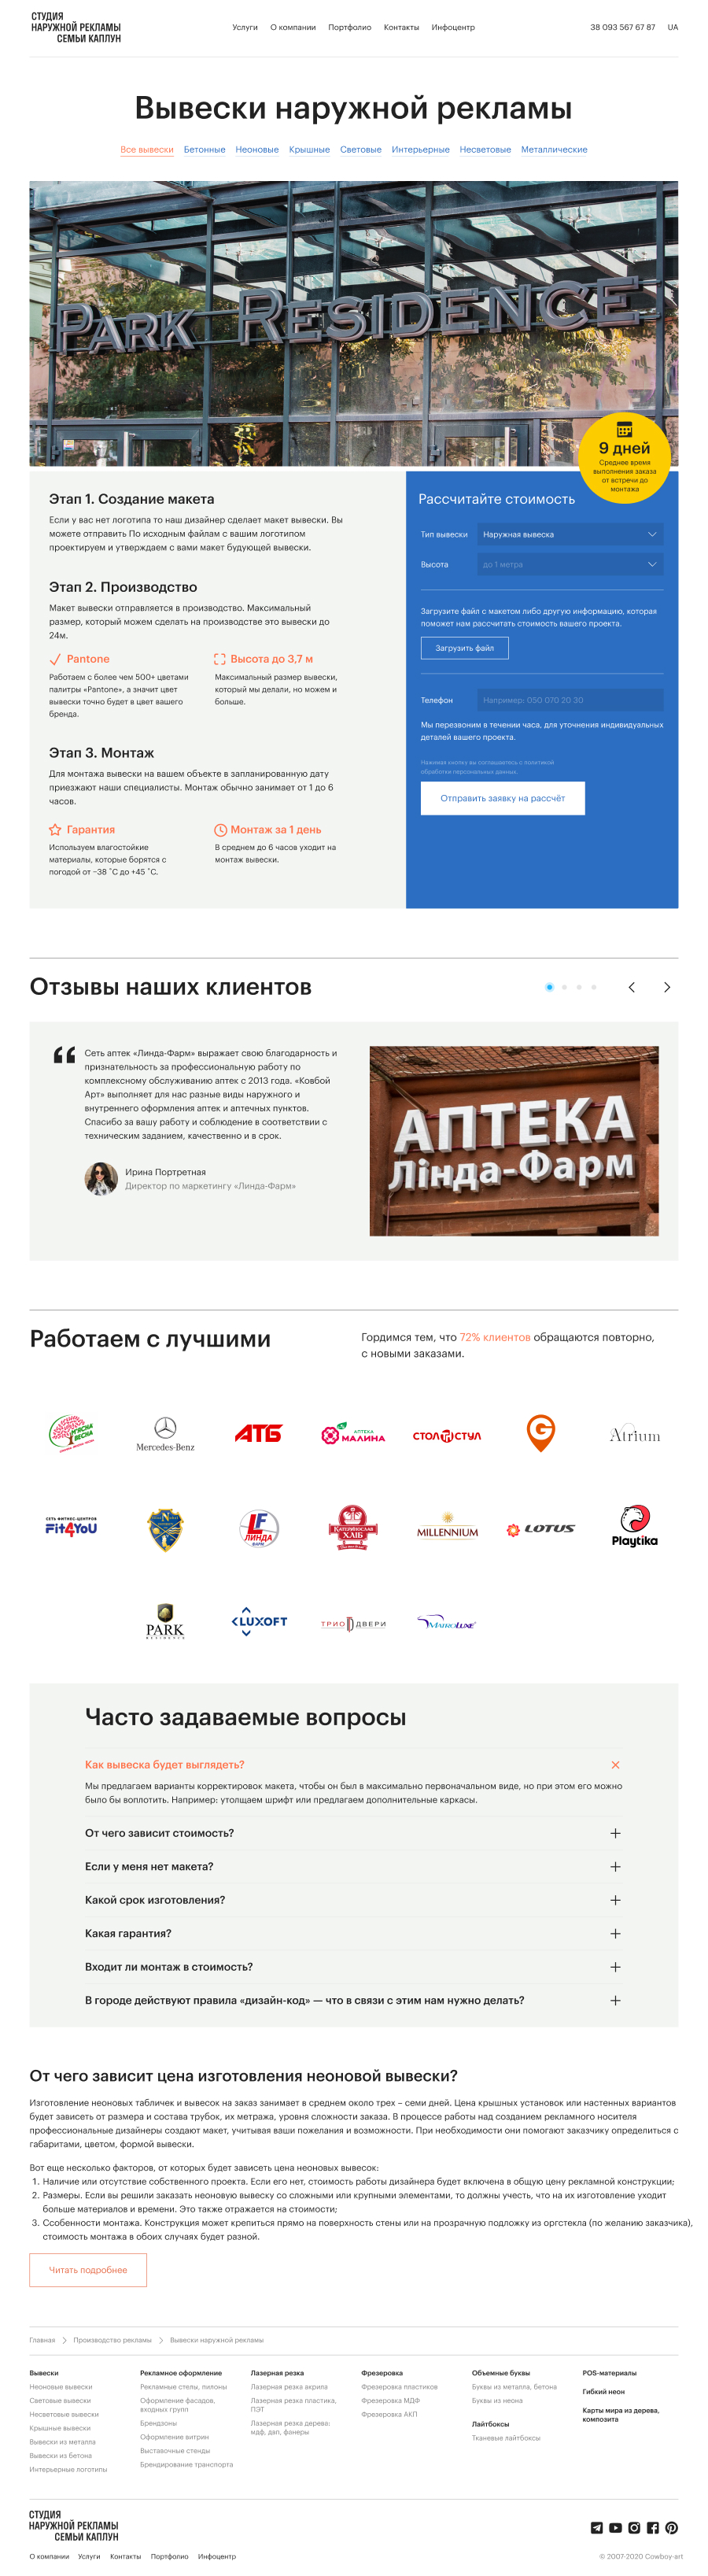 СТУДИЯ
НАРУЖНОЙ РЕКЛАМЫ
СЕМЬИ КАПЛУН
Услуги О компании Портфолио Контакты Инфоцентр
38 093 567 67 87 UA
Вывески наружной рекламы
Все вывески Бетонные Неоновые Крышные Световые Интерьерные Несветовые Металлические
PARK RESIDENCE
9 дней
Среднее время
выполнения заказа
от встречи до
монтажа
Этап 1. Создание макета
Если у вас нет логотипа то наш дизайнер сделает макет вывески. Вы
можете отправить По исходным файлам с вашим логотипом
проектируем и утверждаем с вами макет будующей вывески.
Этап 2. Производство
Макет вывески отправляется в производство. Максимальный
размер, который можем сделать на производстве это вывески до
24м.
Pantone
Работаем с более чем 500+ цветами
палитры «Pantone», а значит цвет
вывески точно будет в цвет вашего
бренда.
Высота до 3,7 м
Максимальный размер вывески,
который мы делали, но можем и
больше.
Этап 3. Монтаж
Для монтажа вывески на вашем объекте в запланированную дату
приезжают наши специалисты. Монтаж обычно занимает от 1 до 6
часов.
Гарантия
Используем влагостойкие
материалы, которые борятся с
погодой от −38 ˚С до +45 ˚С.
Монтаж за 1 день
В среднем до 6 часов уходит на
монтаж вывески.
Рассчитайте стоимость
Тип вывески Наружная вывеска
Высота до 1 метра
Загрузите файл с макетом либо другую информацию, которая
поможет нам рассчитать стоимость вашего проекта.
Загрузить файл
Телефон Например: 050 070 20 30
Мы перезвоним в течении часа, для уточнения индивидуальных
деталей вашего проекта.
Нажимая кнопку вы соглашаетесь с политикой
обработки персональных данных
Отправить заявку на рассчёт
Отзывы наших клиентов
Сеть аптек «Линда-Фарм» выражает свою благодарность и
признательность за профессиональную работу по
комплексному обслуживанию аптек с 2013 года. «Ковбой
Арт» выполняет для нас разные виды наружного и
внутреннего оформления аптек и аптечных пунктов.
Спасибо за вашу работу и соблюдение в соответствии с
техническим заданием, качественно и в срок.
Ирина Портретная
Директор по маркетингу «Линда-Фарм»
АПТЕКА
Лінда-Фарм
Работаем с лучшими
Гордимся тем, что 72% клиентов обращаются повторно,
с новыми заказами.
Mercedes-Benz
АТБ
АПТЕКА
МАЛИНА
СТОЛ И СТУЛ
Atrium
СЕТЬ ФИТНЕС-ЦЕНТРОВ
Fit4You
N
LF
ЛИНДА
ФАРМ
Катеринослав
ХЛІБ
MILLENNIUM
LOTUS
Playtika
PARK
RESIDENCE
LUXOFT
ТРИО ДВЕРИ
MatroLuxe
Часто задаваемые вопросы
Как вывеска будет выглядеть?
Мы предлагаем варианты корректировок макета, чтобы он был в максимально первоначальном виде, но при этом его можно
было бы воплотить. Например: утолщаем шрифт или предлагаем дополнительные каркасы.
От чего зависит стоимость?
Если у меня нет макета?
Какой срок изготовления?
Какая гарантия?
Входит ли монтаж в стоимость?
В городе действуют правила «дизайн-код» — что в связи с этим нам нужно делать?
От чего зависит цена изготовления неоновой вывески?
Изготовление неоновых табличек и вывесок на заказ занимает в среднем около трех – семи дней. Цена крышных установок или настенных вариантов
будет зависеть от размера и состава трубок, их метража, уровня сложности заказа. В процессе работы над созданием рекламного носителя
профессиональные дизайнеры создают макет, учитывая ваши пожелания и возможности. При необходимости они помогают заказчику определиться с
габаритами, цветом, формой вывески.
Вот еще несколько факторов, от которых будет зависеть цена неоновых вывесок:
1. Наличие или отсутствие собственного проекта. Если его нет, стоимость работы дизайнера будет включена в общую цену рекламной конструкции;
2. Размеры. Если вы решили заказать неоновую вывеску со сложными или крупными элементами, то должны учесть, что на их изготовление уходит
больше материалов и времени. Это также отражается на стоимости;
3. Ссобенности монтажа. Конструкция может крепиться прямо на поверхность стены или на прозрачную подложку из оргстекла (по желанию заказчика),
стоимость монтажа в обоих случаях будет разной.
Читать подробнее
Главная Производство рекламы Вывески наружной рекламы
Вывески
Неоновые вывески
Световые вывески
Несветовые вывески
Крышные вывески
Вывески из металла
Вывески из бетона
Интерьерные логотипы
Рекламное оформление
Рекламные стелы, пилоны
Оформление фасадов,
входных групп
Брендзоны
Оформление витрин
Выставочные стенды
Брендирование транспорта
Лазерная резка
Лазерная резка акрила
Лазерная резка пластика,
ПЭТ
Лазерная резка дерева:
мдф, двп, фанеры
Фрезеровка
Фрезеровка пластиков
Фрезеровка МДФ
Фрезеровка АКП
Объемные буквы
Буквы из металла, бетона
Буквы из неона
Лайтбоксы
Тканевые лайтбоксы
POS-материалы
Гибкий неон
Карты мира из дерева,
композита
СТУДИЯ
НАРУЖНОЙ РЕКЛАМЫ
СЕМЬИ КАПЛУН
О компании Услуги Контакты Портфолио Инфоцентр
© 2007-2020 Cowboy-art